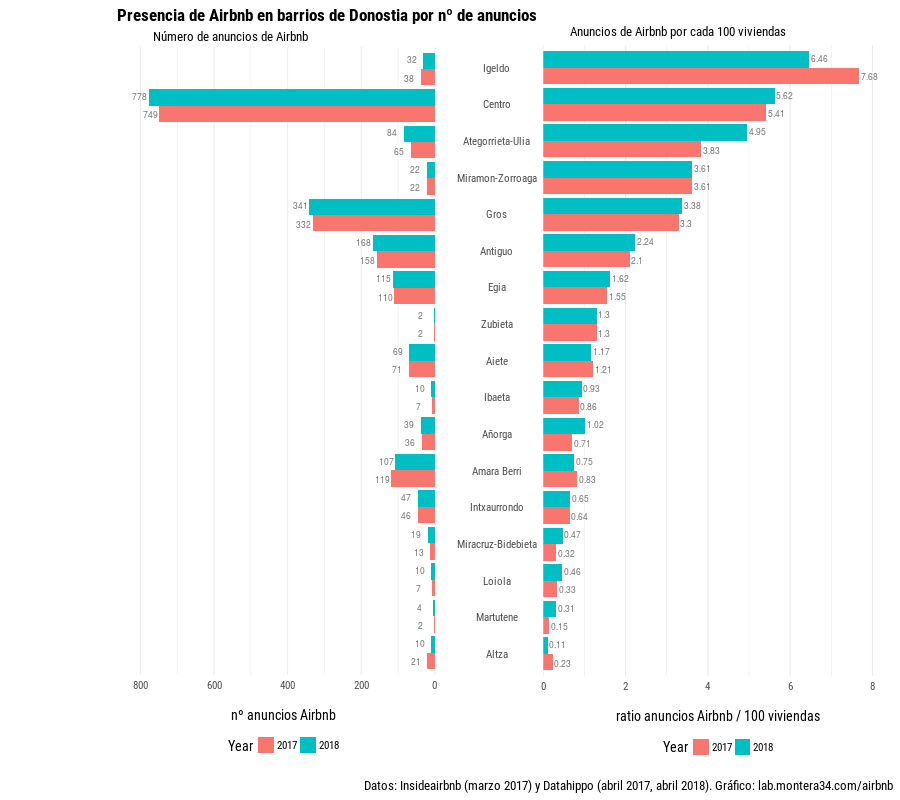 Presencia de Airbnb en barrios de Donostia por nº de anuncios
Número de anuncios de Airbnb
Anuncios de Airbnb por cada 100 viviendas
32 Igeldo 6.46
38 7.68
778 Centro 5.62
749 5.41
84 Ategorrieta-Ulia 4.95
65 3.83
22 Miramon-Zorroaga 3.61
22 3.61
341 Gros 3.38
332 3.3
168 Antiguo 2.24
158 2.1
115 Egia 1.62
110 1.55
2 Zubieta 1.3
2 1.3
69 Aiete 1.17
71 1.21
10 Ibaeta 0.93
7 0.86
39 Añorga 1.02
36 0.71
107 Amara Berri 0.75
119 0.83
47 Intxaurrondo 0.65
46 0.64
19 Miracruz-Bidebieta 0.47
13 0.32
10 Loiola 0.46
7 0.33
4 Martutene 0.31
2 0.15
10 Altza 0.11
21 0.23
800 600 400 200 0 0 2 4 6 8
nº anuncios Airbnb
ratio anuncios Airbnb / 100 viviendas
Year 2017 2018
Year 2017 2018
Datos: Insideairbnb (marzo 2017) y Datahippo (abril 2017, abril 2018). Gráfico: lab.montera34.com/airbnb